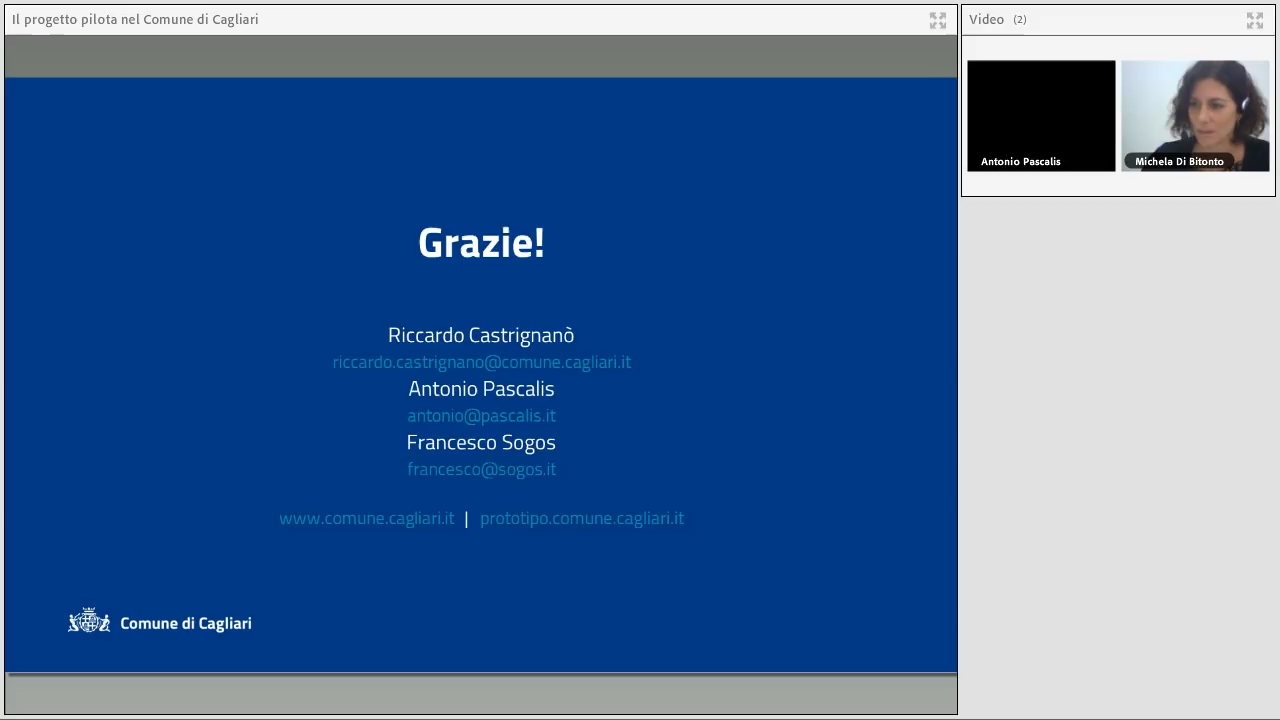 Il progetto pilota nel Comune di Cagliari
Video (2)
Antonio Pascalis
Michela Di Bitonto
Grazie!
Riccardo Castrignanò
riccardo.castrignano@comune.cagliari.it
Antonio Pascalis
antonio@pascalis.it
Francesco Sogos
francesco@sogos.it
www.comune.cagliari.it | prototipo.comune.cagliari.it
Comune di Cagliari